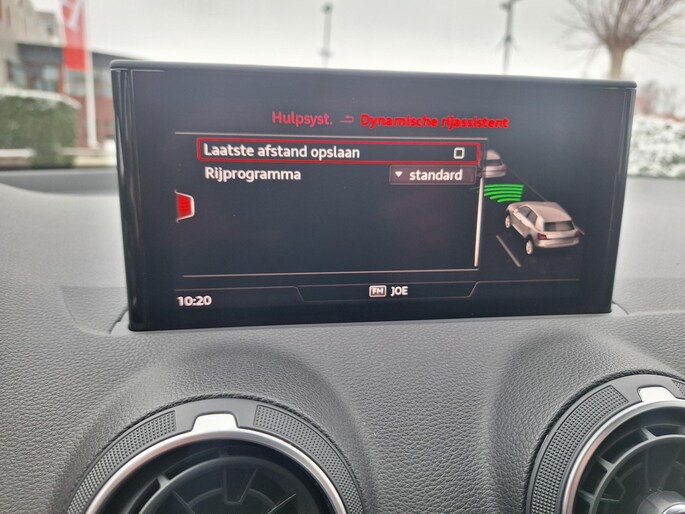 Hulpsyst. Dynamische rijassistent
Laatste afstand opslaan
Rijprogramma standard
10:20 FM JOE